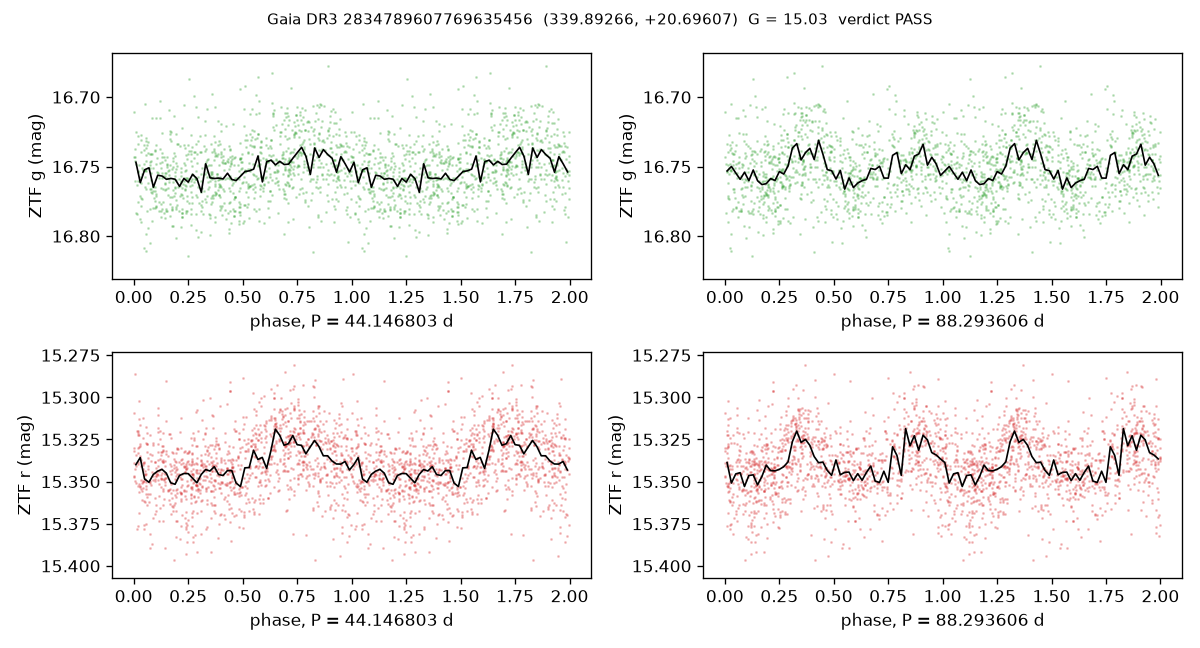 Gaia DR3 2834789607769635456 (339.89266, +20.69607) G = 15.03 verdict PASS
ZTF g (mag)
16.70
16.75
16.80
0.00 0.25 0.50 0.75 1.00 1.25 1.50 1.75 2.00
phase, P = 44.146803 d
ZTF g (mag)
16.70
16.75
16.80
0.00 0.25 0.50 0.75 1.00 1.25 1.50 1.75 2.00
phase, P = 88.293606 d
ZTF r (mag)
15.275
15.300
15.325
15.350
15.375
15.400
0.00 0.25 0.50 0.75 1.00 1.25 1.50 1.75 2.00
phase, P = 44.146803 d
ZTF r (mag)
15.275
15.300
15.325
15.350
15.375
15.400
0.00 0.25 0.50 0.75 1.00 1.25 1.50 1.75 2.00
phase, P = 88.293606 d